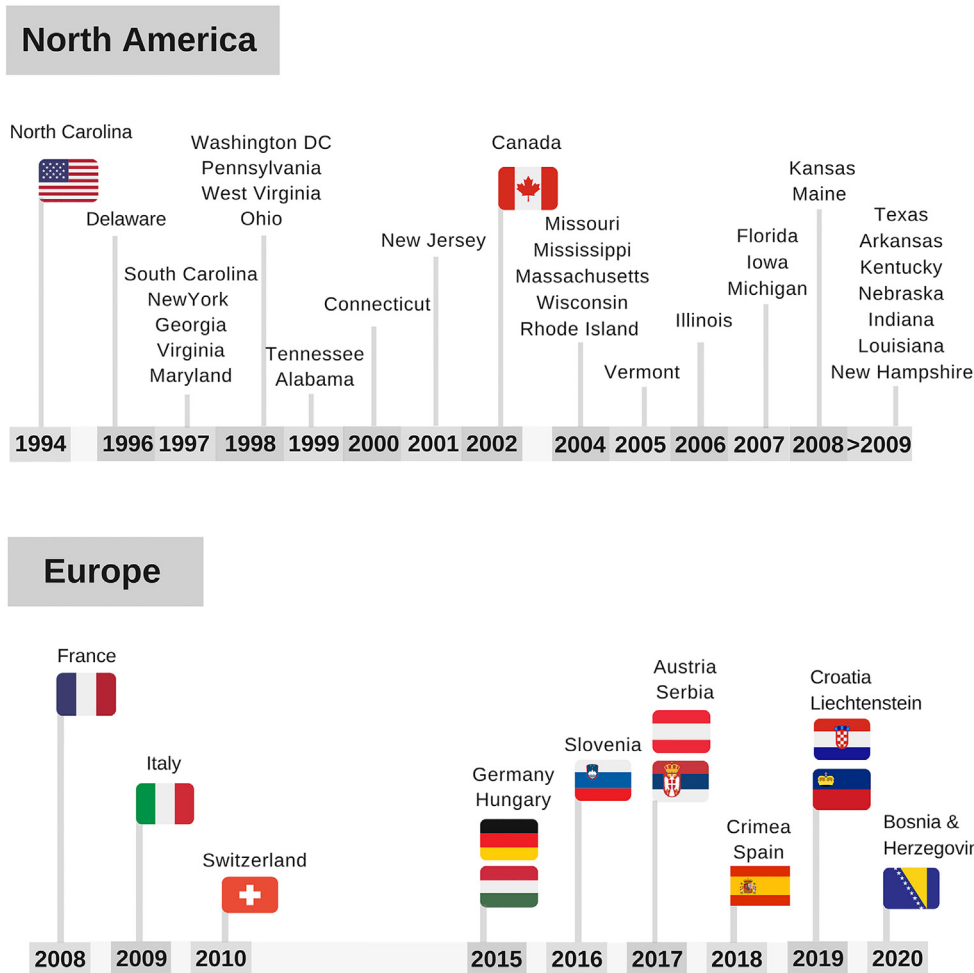 North America
North Carolina
Delaware
South Carolina
NewYork
Georgia
Virginia
Maryland
Washington DC
Pennsylvania
West Virginia
Ohio
Tennessee
Alabama
Connecticut
New Jersey
Canada
Missouri
Mississippi
Massachusetts
Wisconsin
Rhode Island
Vermont
Illinois
Florida
Iowa
Michigan
Kansas
Maine
Texas
Arkansas
Kentucky
Nebraska
Indiana
Louisiana
New Hampshire
1994 1996 1997 1998 1999 2000 2001 2002 2004 2005 2006 2007 2008 >2009
Europe
France
Italy
Switzerland
Germany
Hungary
Slovenia
Austria
Serbia
Crimea
Spain
Croatia
Liechtenstein
Bosnia &
Herzegovin
2008 2009 2010 2015 2016 2017 2018 2019 2020